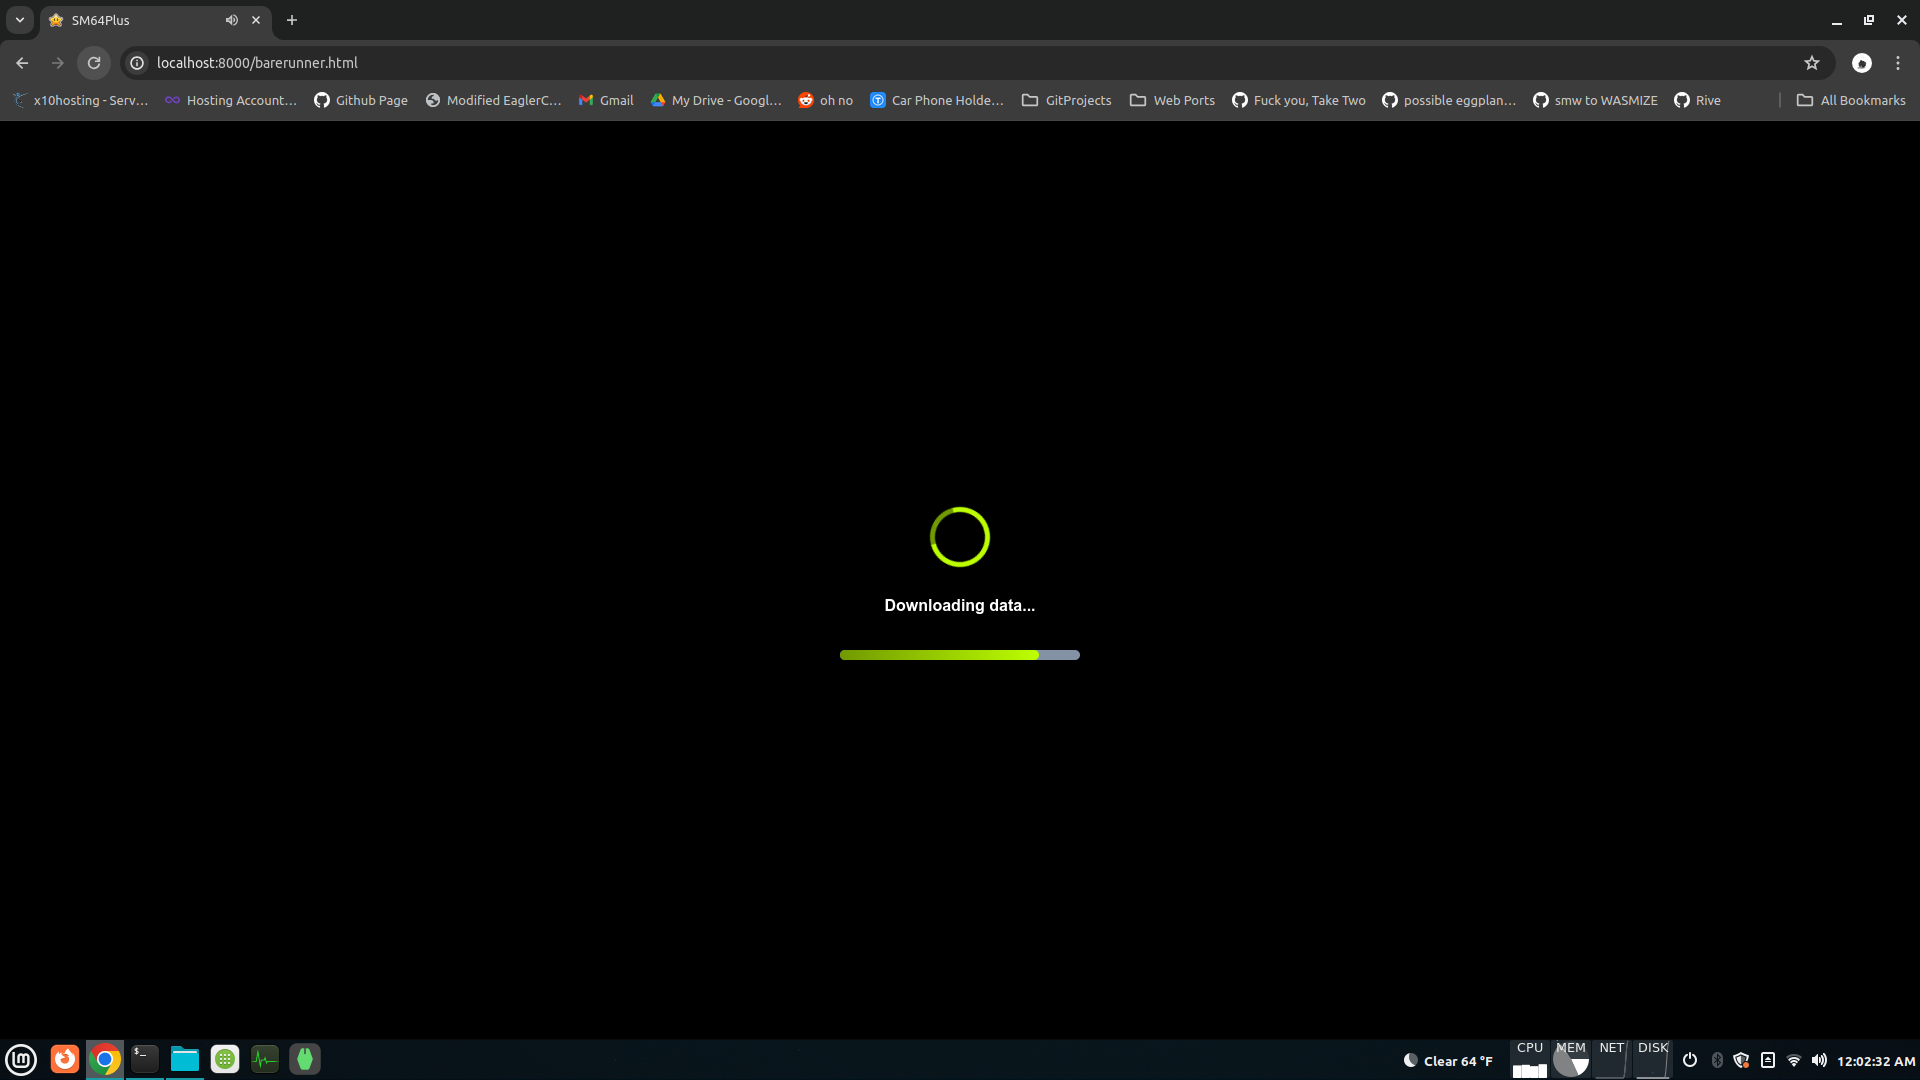 SM64Plus
localhost:8000/barerunner.html
x10hosting - Serv...
Hosting Account...
Github Page
Modified EaglerC...
Gmail
My Drive - Googl...
oh no
Car Phone Holde...
GitProjects
Web Ports
Fuck you, Take Two
possible eggplan...
smw to WASMIZE
Rive
All Bookmarks
Downloading data...
Clear 64 °F
CPU
MEM
NET
DISK
12:02:32 AM